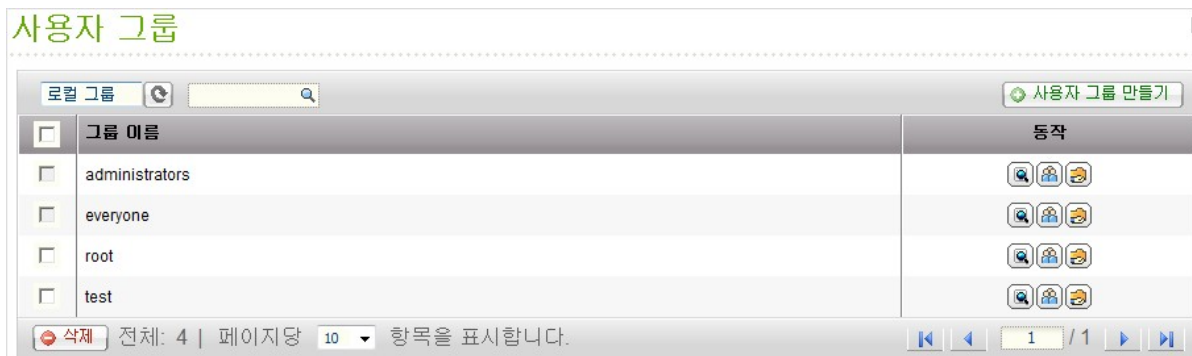 사용자 그룹
로컬 그룹 사용자 그룹 만들기
그룹 이름 동작
administrators
everyone
root
test
삭제 전체: 4 | 페이지당 10 항목을 표시합니다. 1 / 1